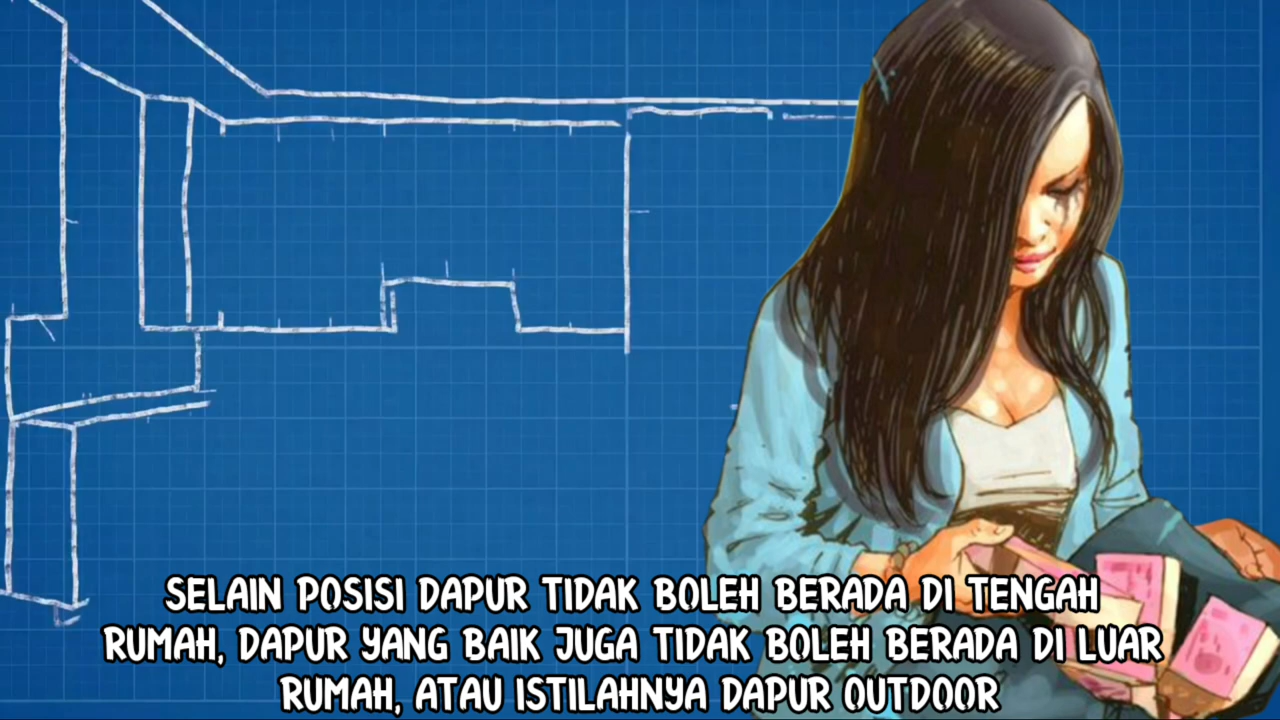 SELAIN POSISI DAPUR TIDAK BOLEH BERADA DI TENGAH
RUMAH, DAPUR YANG BAIK JUGA TIDAK BOLEH BERADA DI LUAR
RUMAH, ATAU ISTILAHNYA DAPUR OUTDOOR